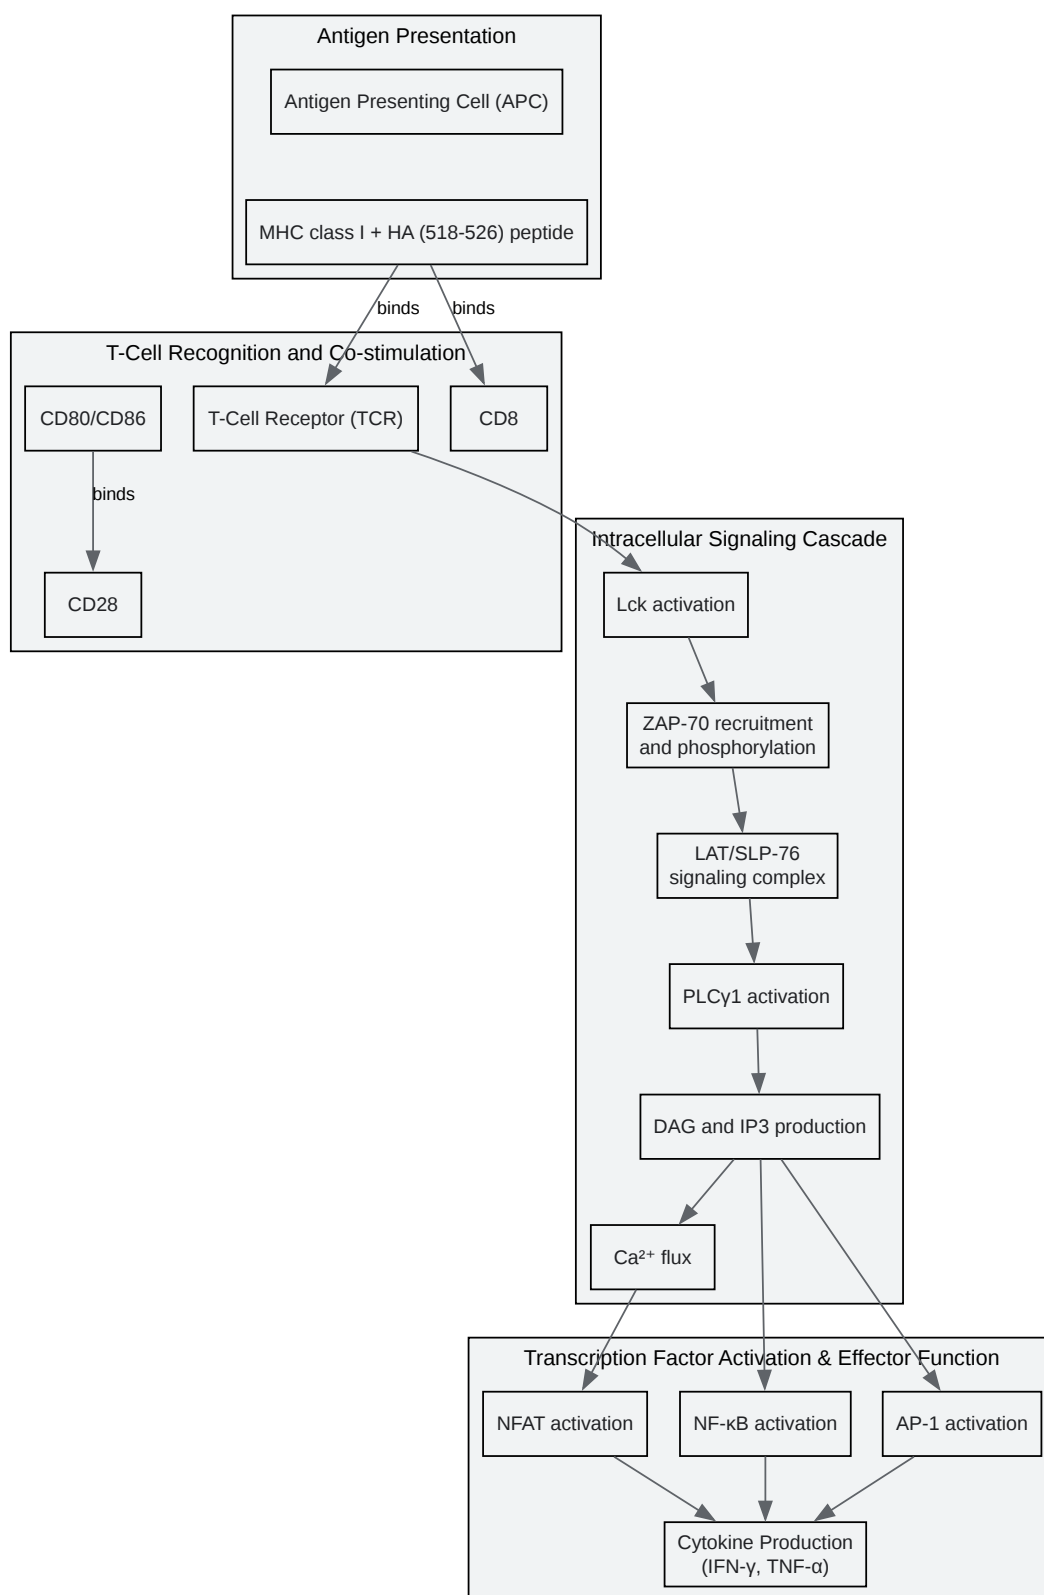 Antigen Presentation
Antigen Presenting Cell (APC)
MHC class I + HA (518-526) peptide
binds
binds
T-Cell Recognition and Co-stimulation
CD80/CD86
T-Cell Receptor (TCR)
CD8
binds
CD28
Intracellular Signaling Cascade
Lck activation
ZAP-70 recruitment
and phosphorylation
LAT/SLP-76
signaling complex
PLCγ1 activation
DAG and IP3 production
Ca²⁺ flux
Transcription Factor Activation & Effector Function
NFAT activation
NF-κB activation
AP-1 activation
Cytokine Production
(IFN-γ, TNF-α)